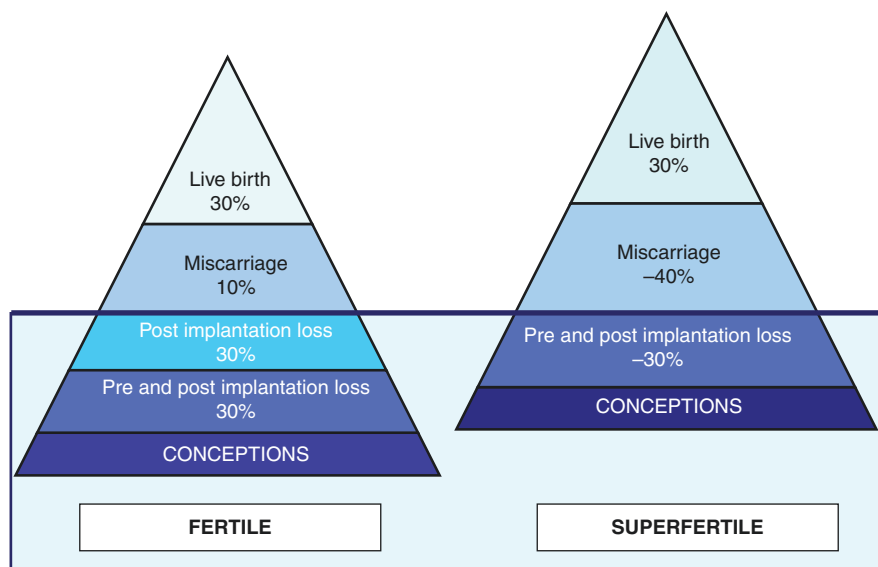 Live birth
30%
Miscarriage
10%
Post implantation loss
30%
Pre and post implantation loss
30%
CONCEPTIONS
FERTILE
Live birth
30%
Miscarriage
–40%
Pre and post implantation loss
–30%
CONCEPTIONS
SUPERFERTILE